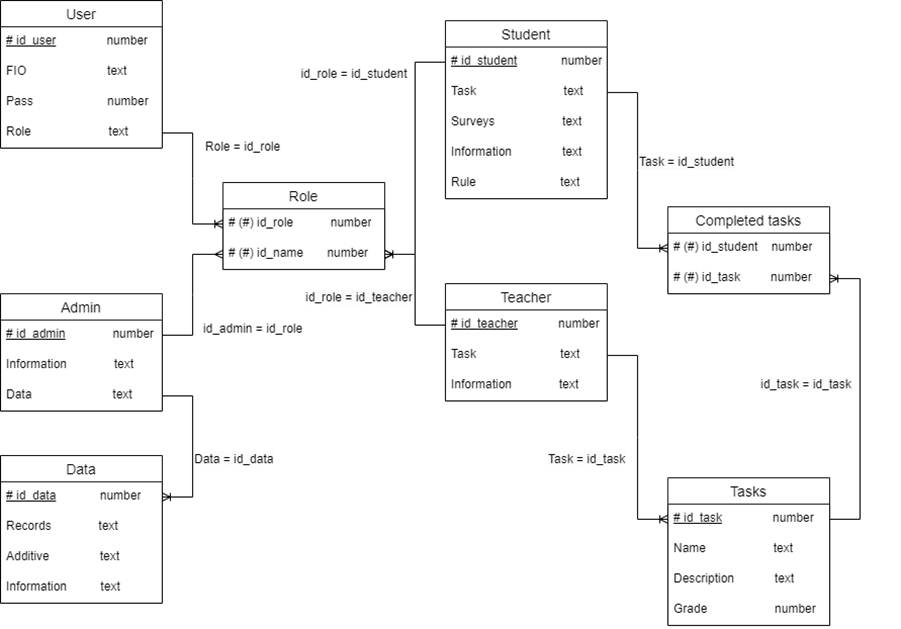 User
# id_user number
FIO text
Pass number
Role text
Role = id_role
Role
# (#) id_role number
# (#) id_name number
id_role = id_student
id_role = id_teacher
Student
# id_student number
Task text
Surveys text
Information text
Rule text
Task = id_student
Completed tasks
# (#) id_student number
# (#) id_task number
Admin
# id_admin number
Information text
Data text
id_admin = id_role
Teacher
# id_teacher number
Task text
Information text
id_task = id_task
Data = id_data
Task = id_task
Data
# id_data number
Records text
Additive text
Information text
Tasks
# id_task number
Name text
Description text
Grade number